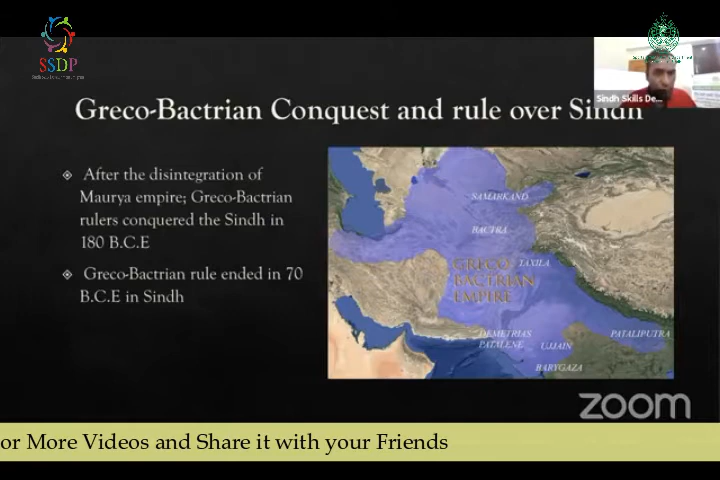 SSDP
Sindh Skills De...
Greco-Bactrian Conquest and rule over Sindh
After the disintegration of
Maurya empire; Greco-Bactrian
rulers conquered the Sindh in
180 B.C.E
Greco-Bactrian rule ended in 70
B.C.E in Sindh
SAMARKAND
BACTRA
TAXILA
GRECO-
BACTRIAN
EMPIRE
DEMETRIAS
PATALENE
UJJAIN
PATALIPUTRA
BARYGAZA
zoom
or More Videos and Share it with your Friends